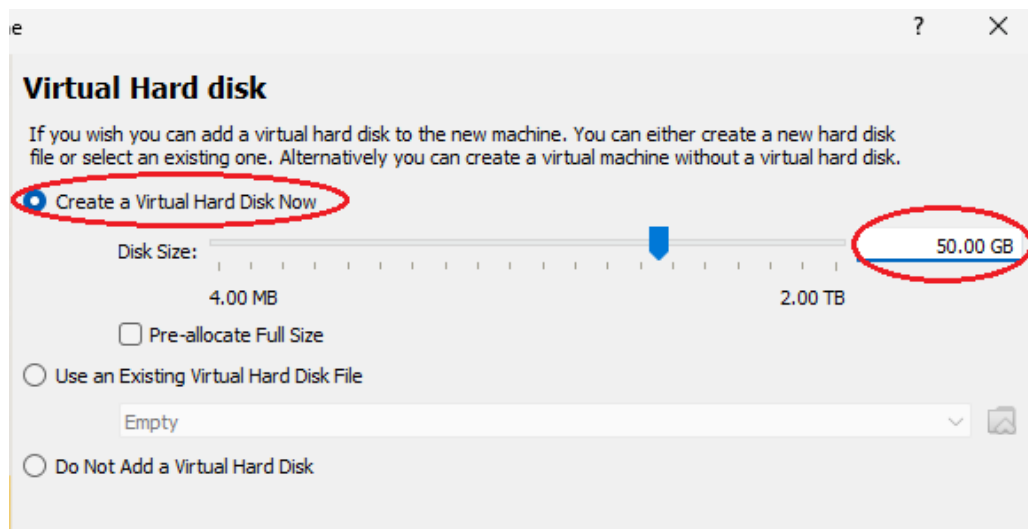 e
?
Virtual Hard disk
If you wish you can add a virtual hard disk to the new machine. You can either create a new hard disk
file or select an existing one. Alternatively you can create a virtual machine without a virtual hard disk.
Create a Virtual Hard Disk Now
Disk Size: 50.00 GB
4.00 MB 2.00 TB
Pre-allocate Full Size
Use an Existing Virtual Hard Disk File
Empty
Do Not Add a Virtual Hard Disk